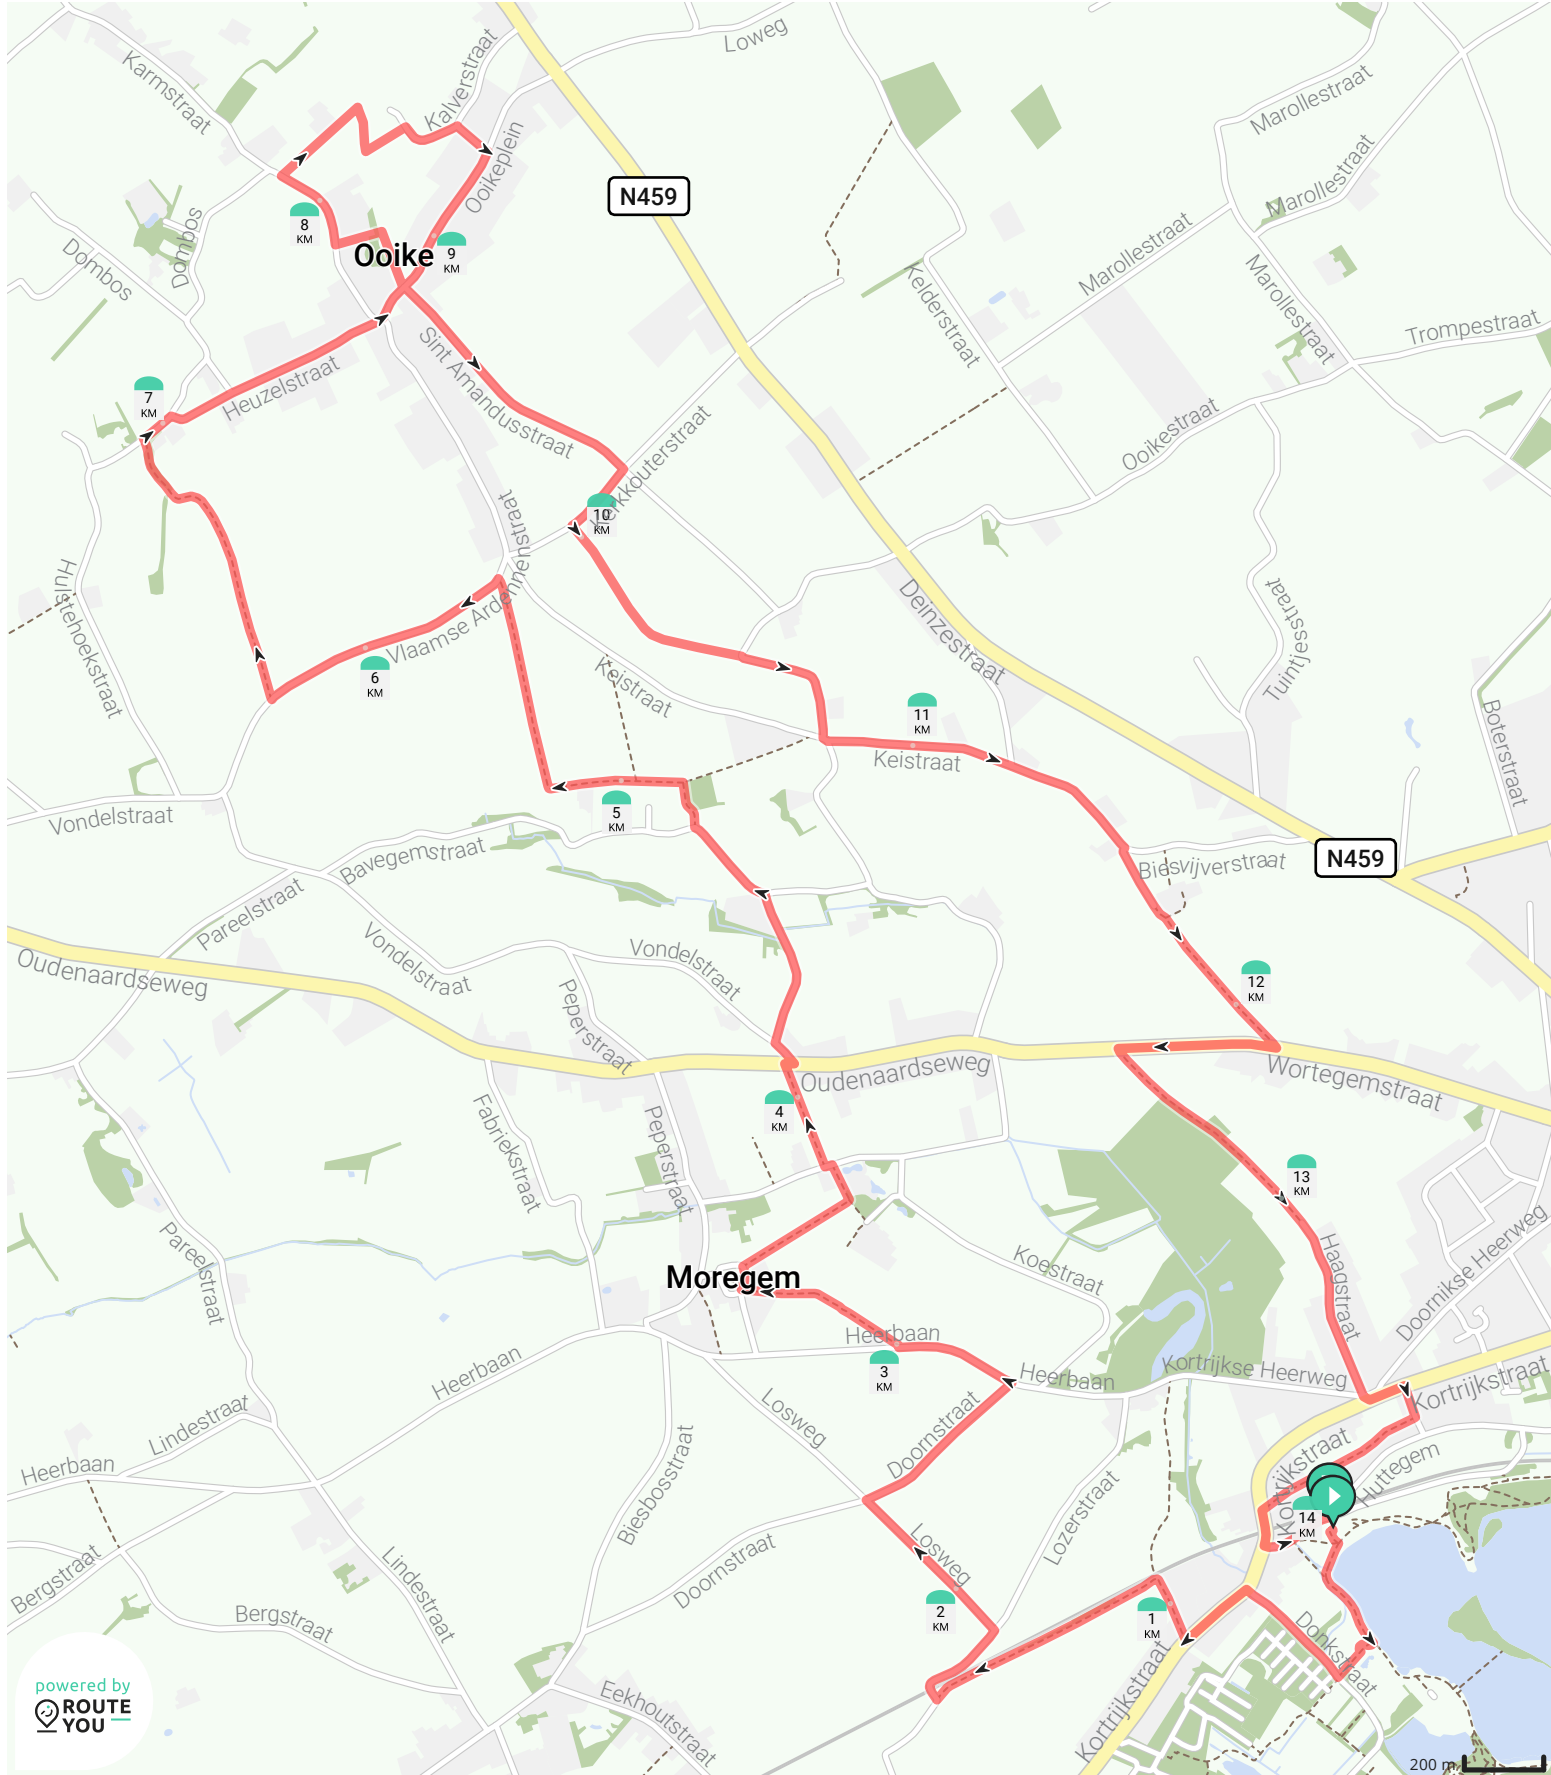 Loweg
Karmstraat
Kalverstraat
Marollestraat
Ooikeplein
Marollestraat
N459
8
KM
Dombos
Dombos
Ooike
9
KM
Marollestraat
Kelderstraat
Marollestraat
Trompestraat
Sint Amandusstraat
7
KM
Heuzelstraat
Ooikestraat
Kerkkouterstraat
10
KM
Hulstehoekstraat
Vlaamse Ardennenstraat
Deinzestraat
Tuintjesstraat
6
KM
Keistraat
11
KM
Keistraat
Boterstraat
Vondelstraat
5
KM
Bavegemstraat
Biesvijverstraat
N459
Pareelstraat
Vondelstraat
Vondelstraat
Oudenaardseweg
12
KM
Peperstraat
Oudenaardseweg
Wortegemstraat
4
KM
Fabriekstraat
Peperstraat
13
KM
Pareelstraat
Haagstraat
Doornikse Heerweg
Koestraat
Moregem
Heerbaan
3
KM
Heerbaan
Heerbaan
Kortrijkse Heerweg
Kortrijkstraat
Lindestraat
Losweg
Doornstraat
Heerbaan
Biesbosstraat
Kortrijkstraat
Huttegem
14
KM
Lozerstraat
Bergstraat
Lindestraat
Doornstraat
Losweg
2
KM
1
KM
Bergstraat
Donkstraat
Kortrijkstraat
Eekhoutstraat
powered by
ROUTE
YOU
200 m